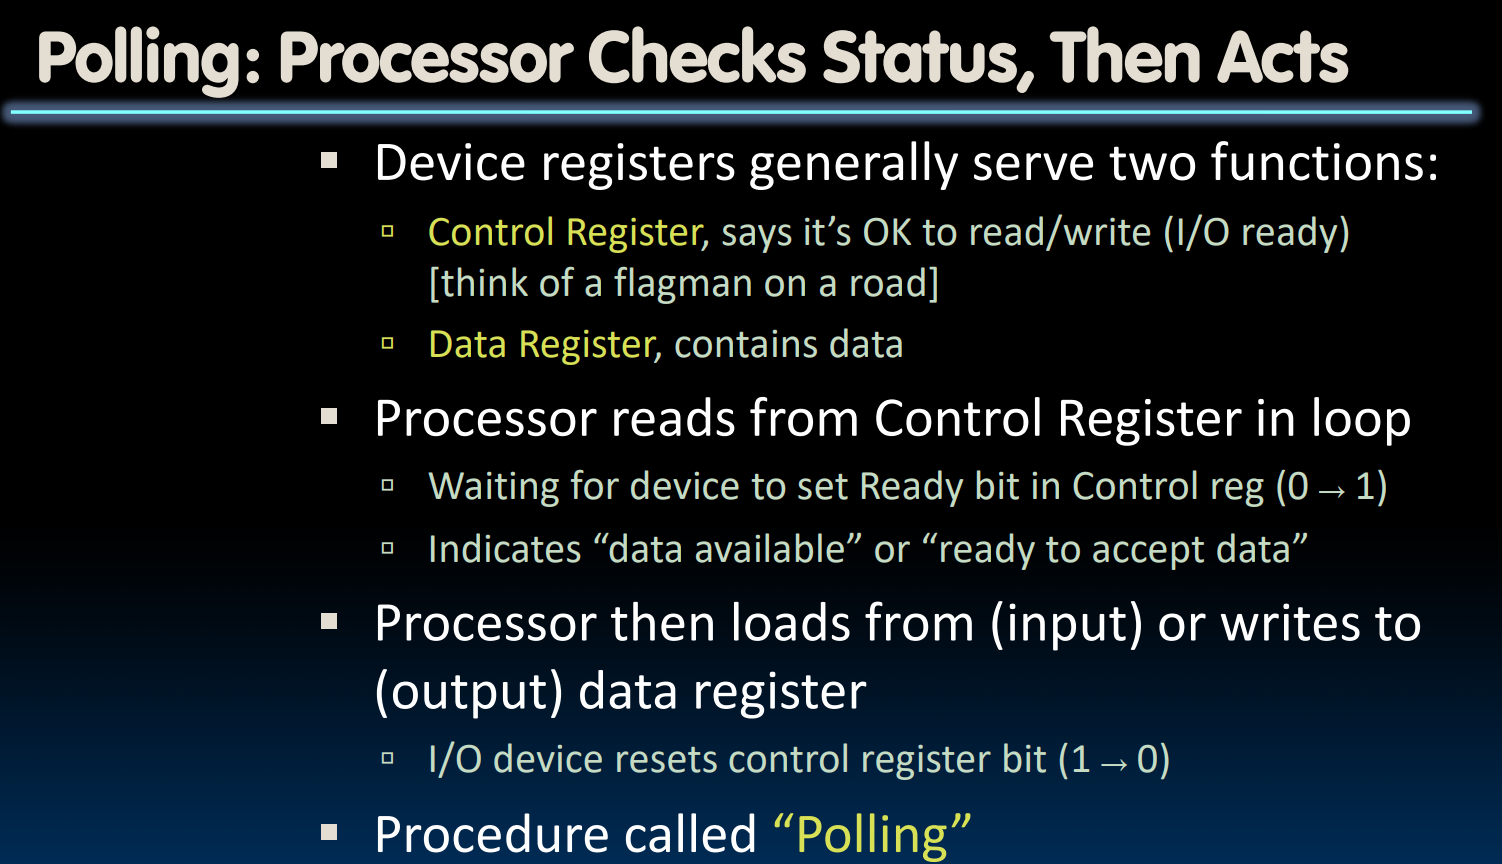 Polling: Processor Checks Status, Then Acts
▪ Device registers generally serve two functions:
▫ Control Register, says it’s OK to read/write (I/O ready)
[think of a flagman on a road]
▫ Data Register, contains data
▪ Processor reads from Control Register in loop
▫ Waiting for device to set Ready bit in Control reg (0 → 1)
▫ Indicates “data available” or “ready to accept data”
▪ Processor then loads from (input) or writes to
(output) data register
▫ I/O device resets control register bit (1 → 0)
▪ Procedure called “Polling”